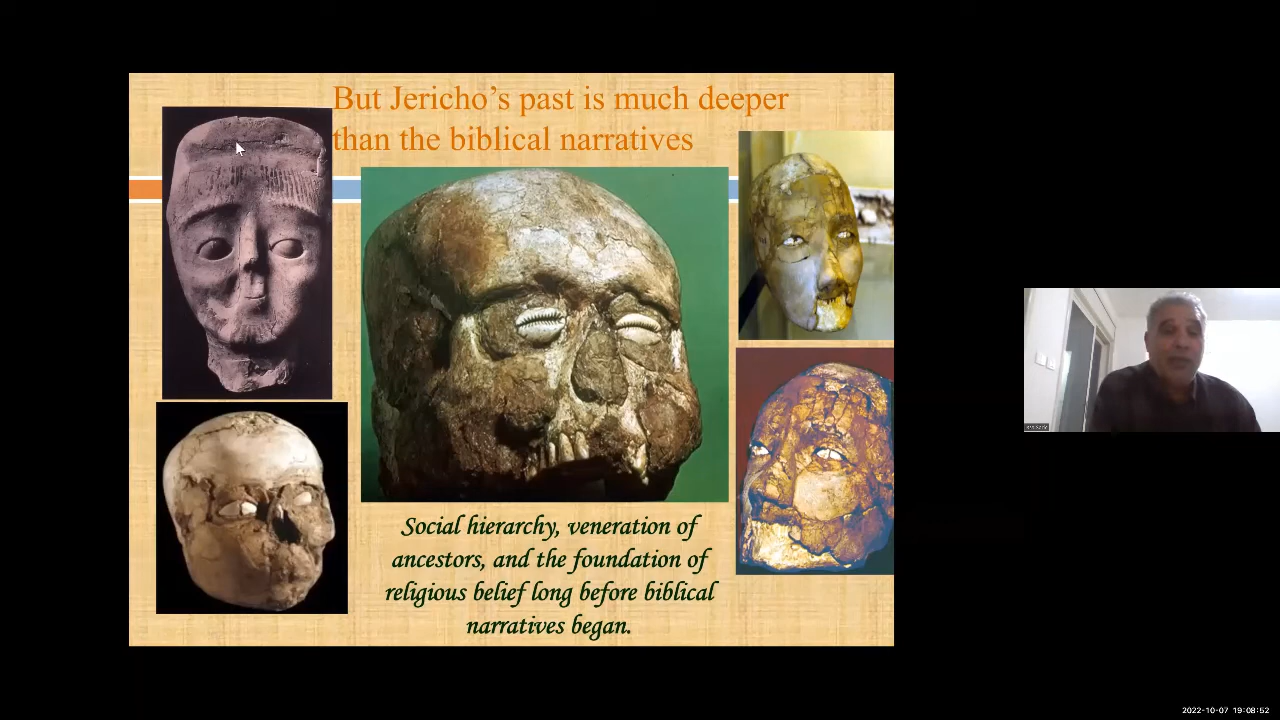 But Jericho's past is much deeper
than the biblical narratives
Social hierarchy, veneration of
ancestors, and the foundation of
religious belief long before biblical
narratives began.
2022-10-07 19:08:52